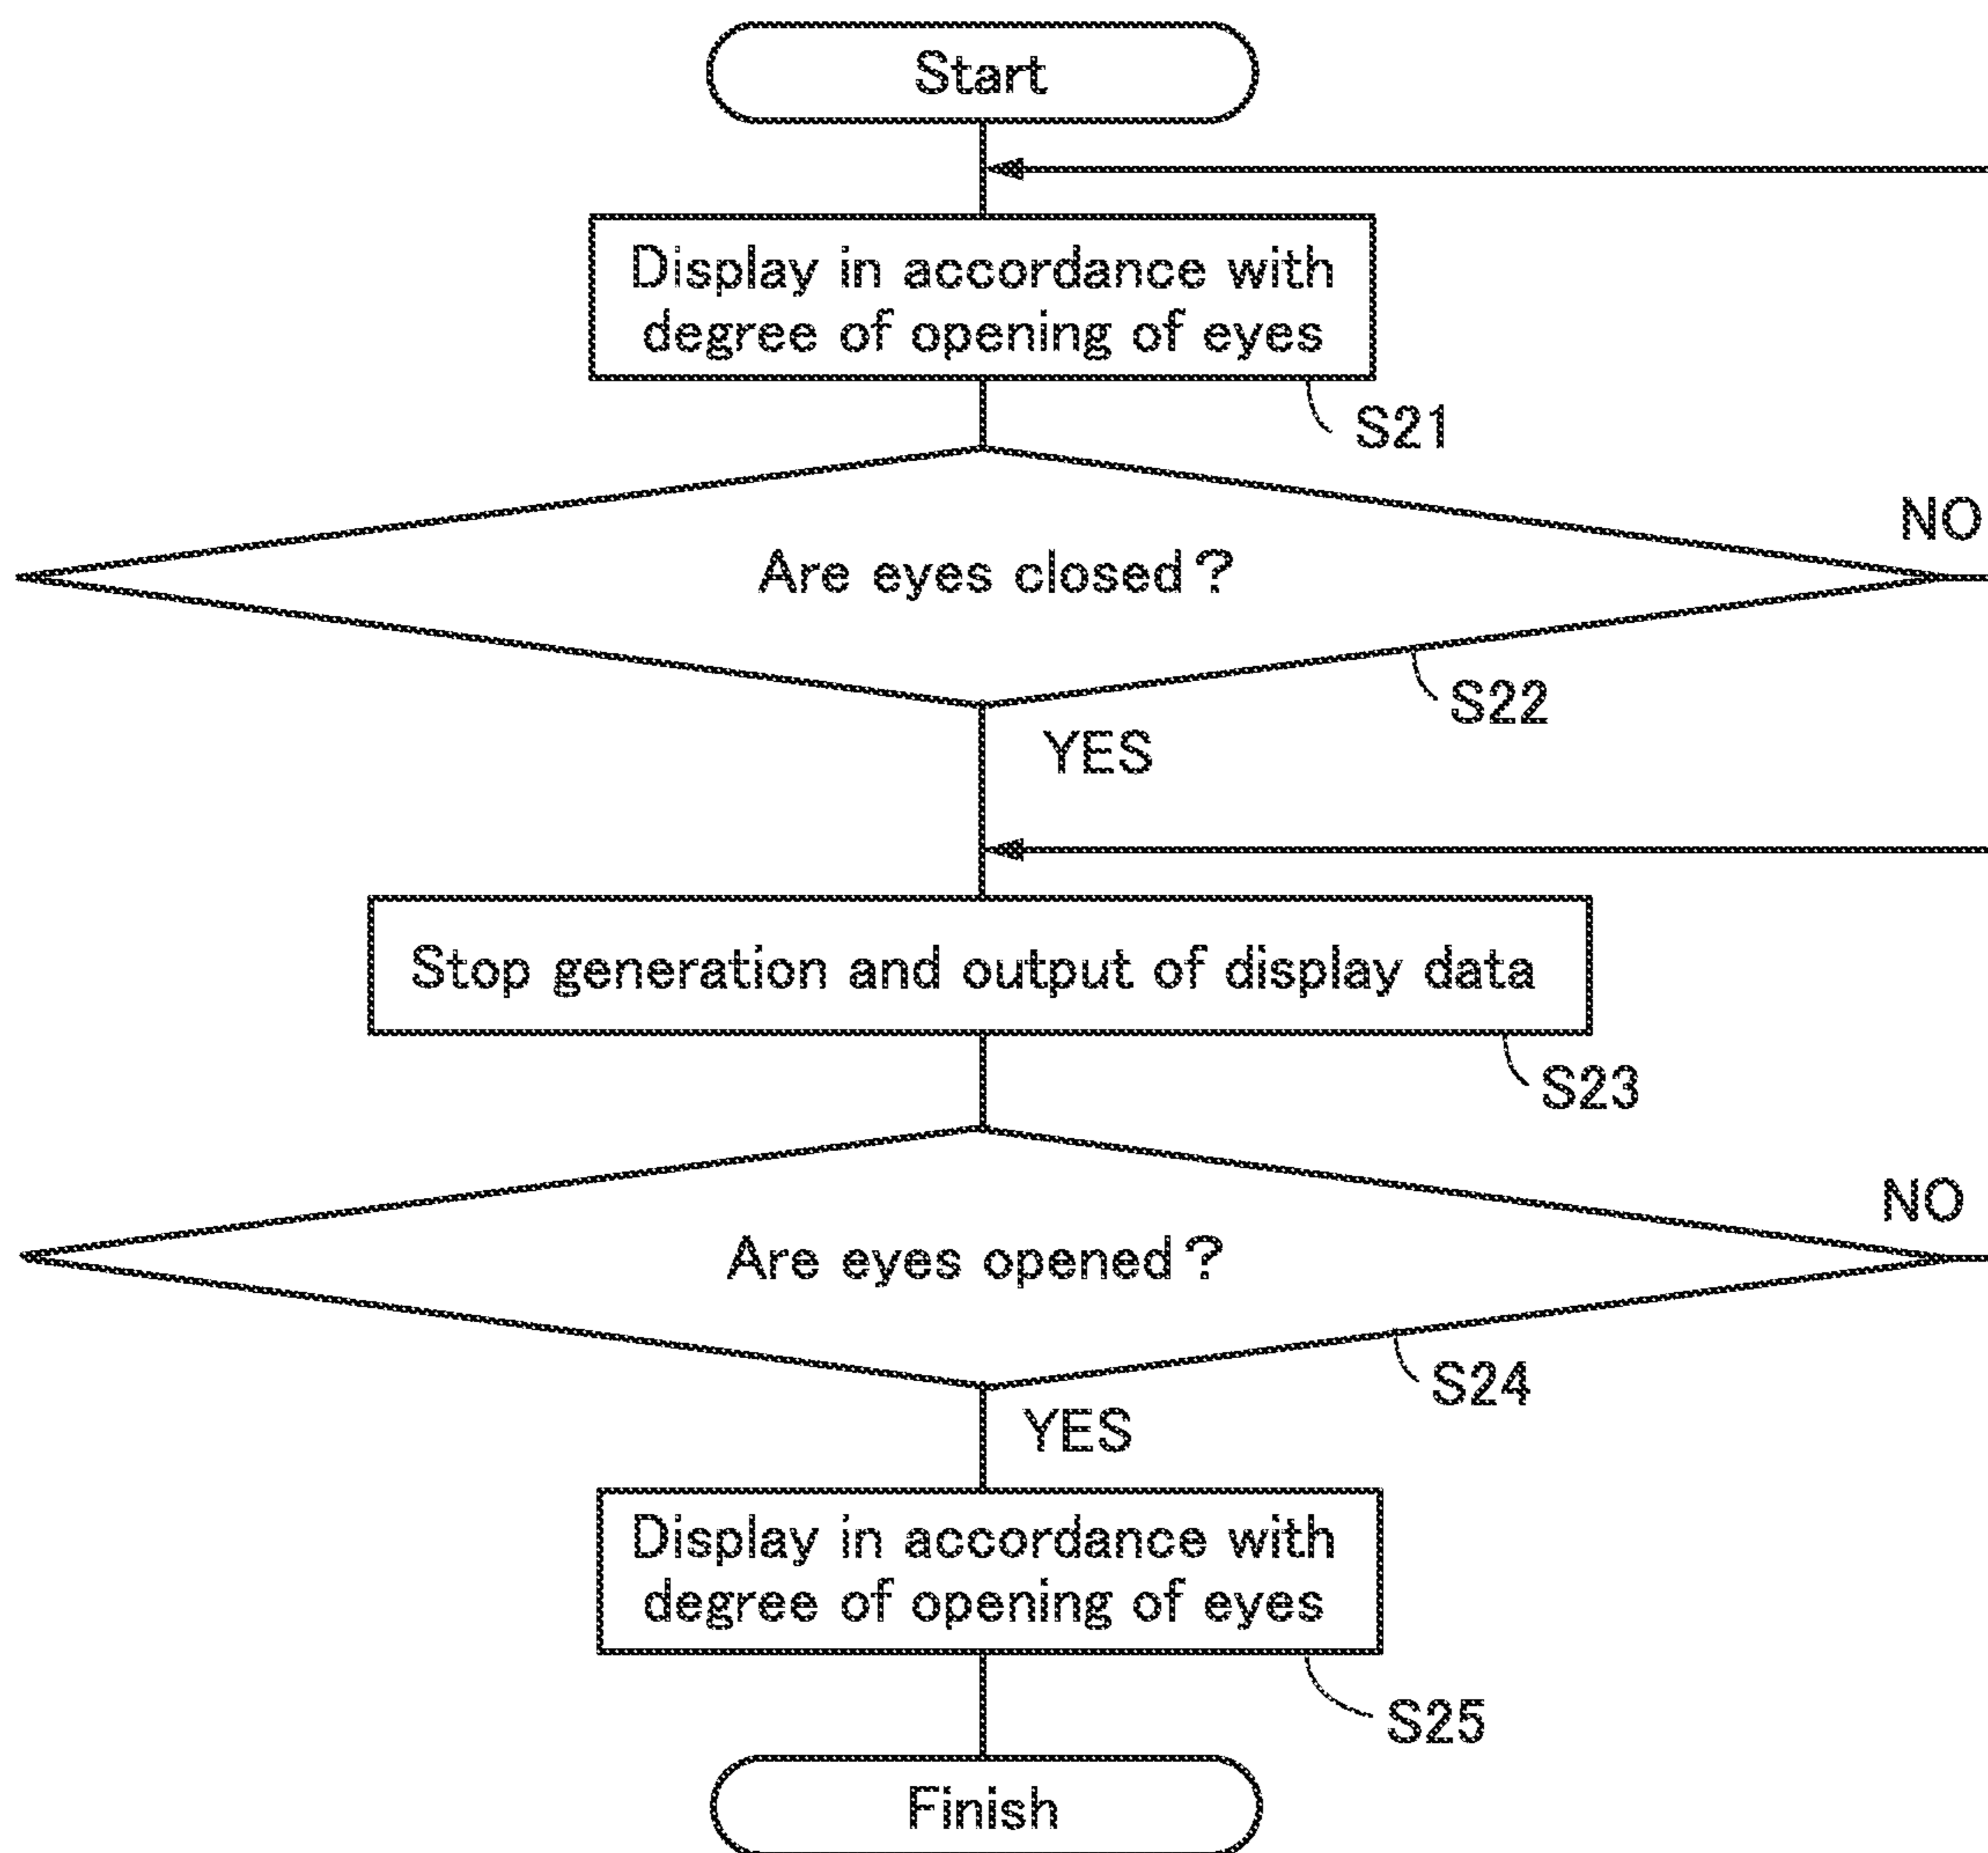 Start
Display in accordance with
degree of opening of eyes
S21
NO
Are eyes closed?
S22
YES
Stop generation and output of display data
S23
NO
Are eyes opened?
S24
YES
Display in accordance with
degree of opening of eyes
S25
Finish